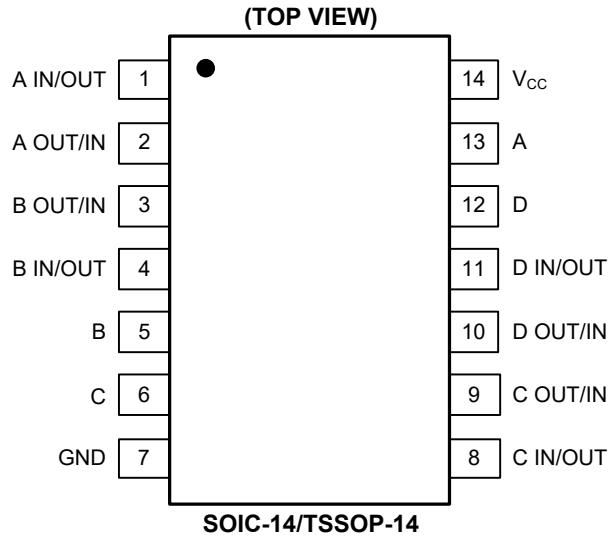 (TOP VIEW)
A IN/OUT 1 14 VCC
A OUT/IN 2 13 A
B OUT/IN 3 12 D
B IN/OUT 4 11 D IN/OUT
B 5 10 D OUT/IN
C 6 9 C OUT/IN
GND 7 8 C IN/OUT
SOIC-14/TSSOP-14